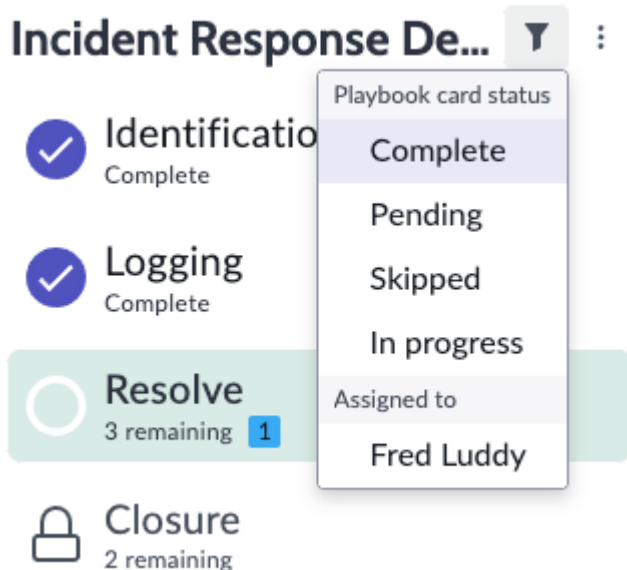 Incident Response De...
Playbook card status
Complete
Pending
Skipped
In progress
Assigned to
Fred Luddy
Identificatio
Complete
Logging
Complete
Resolve
3 remaining 1
Closure
2 remaining